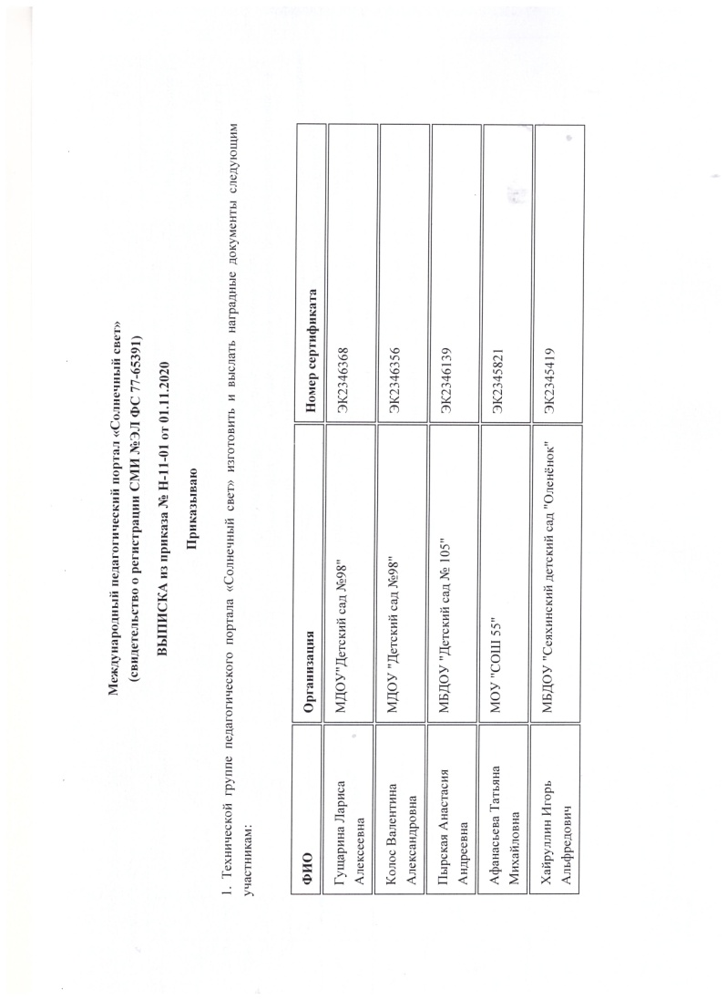 Международный педагогический портал «Солнечный свет»
(свидетельство о регистрации СМИ №ЭЛ ФС 77-65391)
ВЫПИСКА из приказа № Н-11-01 от 01.11.2020
Приказываю
1. Технической группе педагогического портала «Солнечный свет» изготовить и выслать наградные документы следующим
участникам:
ФИО Организация Номер сертификата
Гущарина Лариса МДОУ"Детский сад №98" ЭК2346368
Алексеевна
Колос Валентина МДОУ "Детский сад №98" ЭК2346356
Александровна
Пырская Анастасия МБДОУ "Детский сад № 105" ЭК2346139
Андреевна
Афанасьева Татьяна МОУ "СОШ 55" ЭК2345821
Михайловна
Хайруллин Игорь МБДОУ "Сеяхинский детский сад "Оленёнок" ЭК2345419
Альфредович